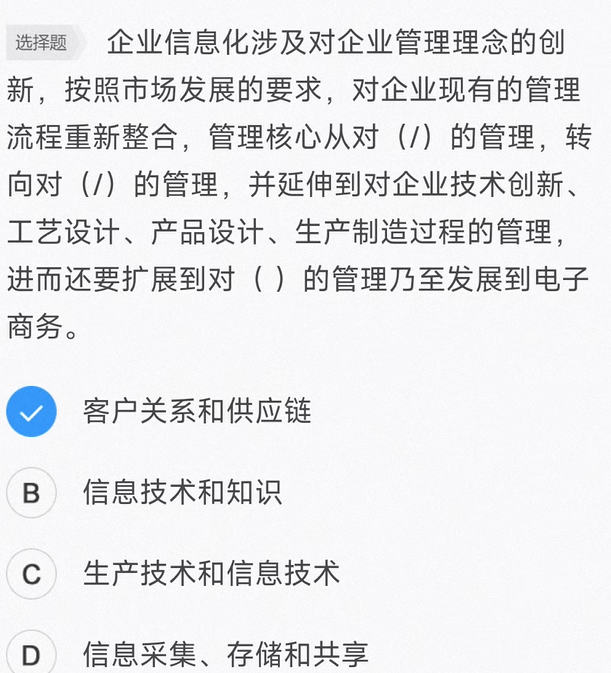 选择题 企业信息化涉及对企业管理理念的创
新，按照市场发展的要求，对企业现有的管理
流程重新整合，管理核心从对（/）的管理，转
向对（/）的管理，并延伸到对企业技术创新、
工艺设计、产品设计、生产制造过程的管理，
进而还要扩展到对（ ）的管理乃至发展到电子
商务。
客户关系和供应链
B 信息技术和知识
C 生产技术和信息技术
D 信息采集、存储和共享